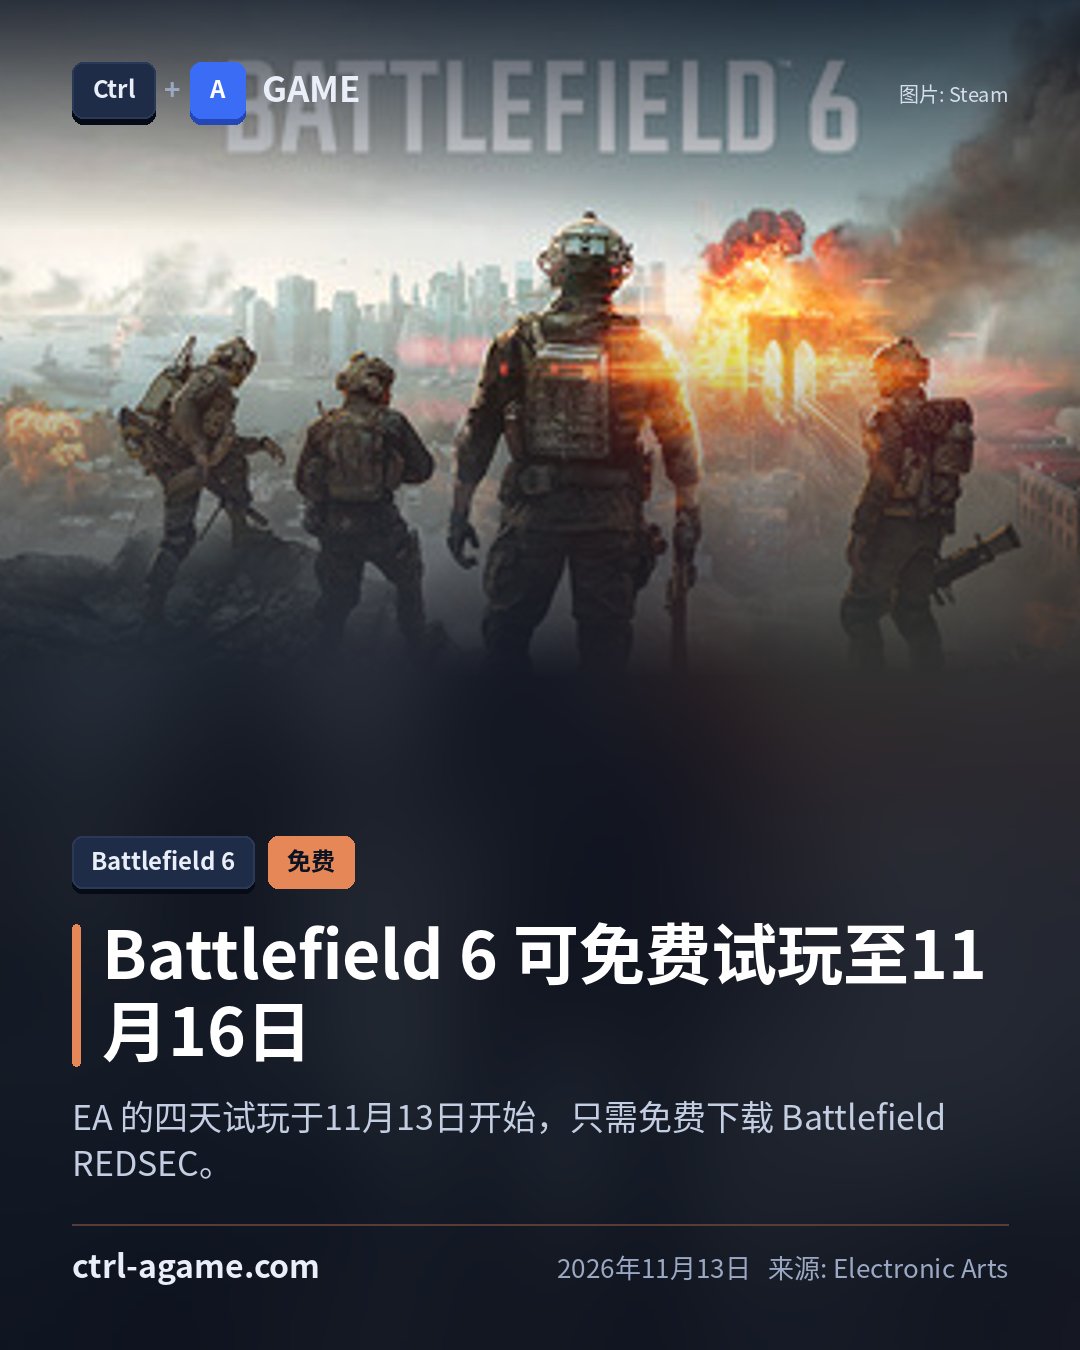 Ctrl + A GAME
BATTLEFIELD 6
图片: Steam
Battlefield 6 免费
Battlefield 6 可免费试玩至11
月16日
EA 的四天试玩于11月13日开始，只需免费下载 Battlefield
REDSEC。
ctrl-agame.com
2026年11月13日 来源: Electronic Arts